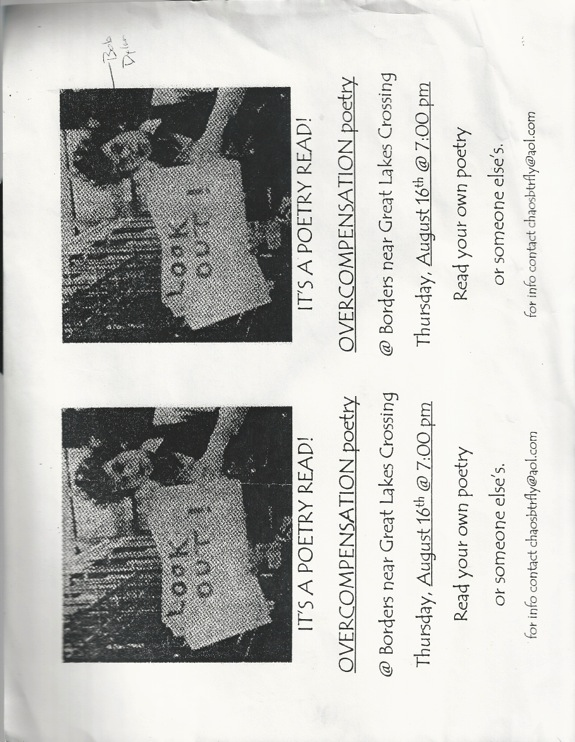 LOOK
OUT!
IT'S A POETRY READ!
OVERCOMPENSATION poetry
@ Borders near Great Lakes Crossing
Thursday, August 16th @ 7:00 pm
Read your own poetry
or someone else's.
for info contact chaosbtrfly@aol.com
Bob
Dylan
LOOK
OUT!
IT'S A POETRY READ!
OVERCOMPENSATION poetry
@ Borders near Great Lakes Crossing
Thursday, August 16th @ 7:00 pm
Read your own poetry
or someone else's.
for info contact chaosbtrfly@aol.com